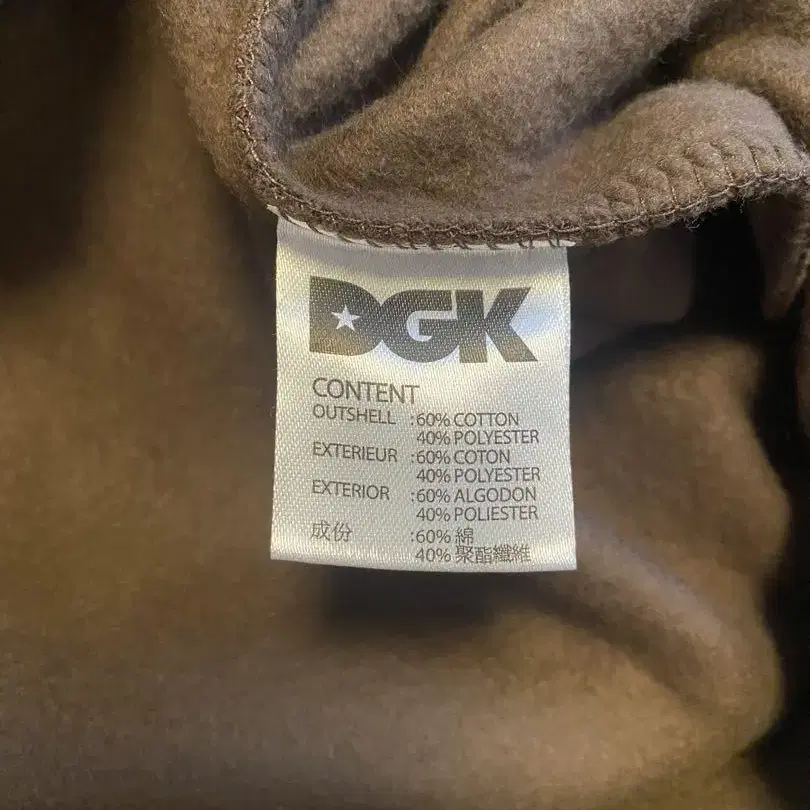 DGK
CONTENT
OUTSHELL :60% COTTON
40% POLYESTER
EXTERIEUR :60% COTON
40% POLYESTER
EXTERIOR :60% ALGODON
40% POLIESTER
成份 :60% 綿
40% 聚酯纖維